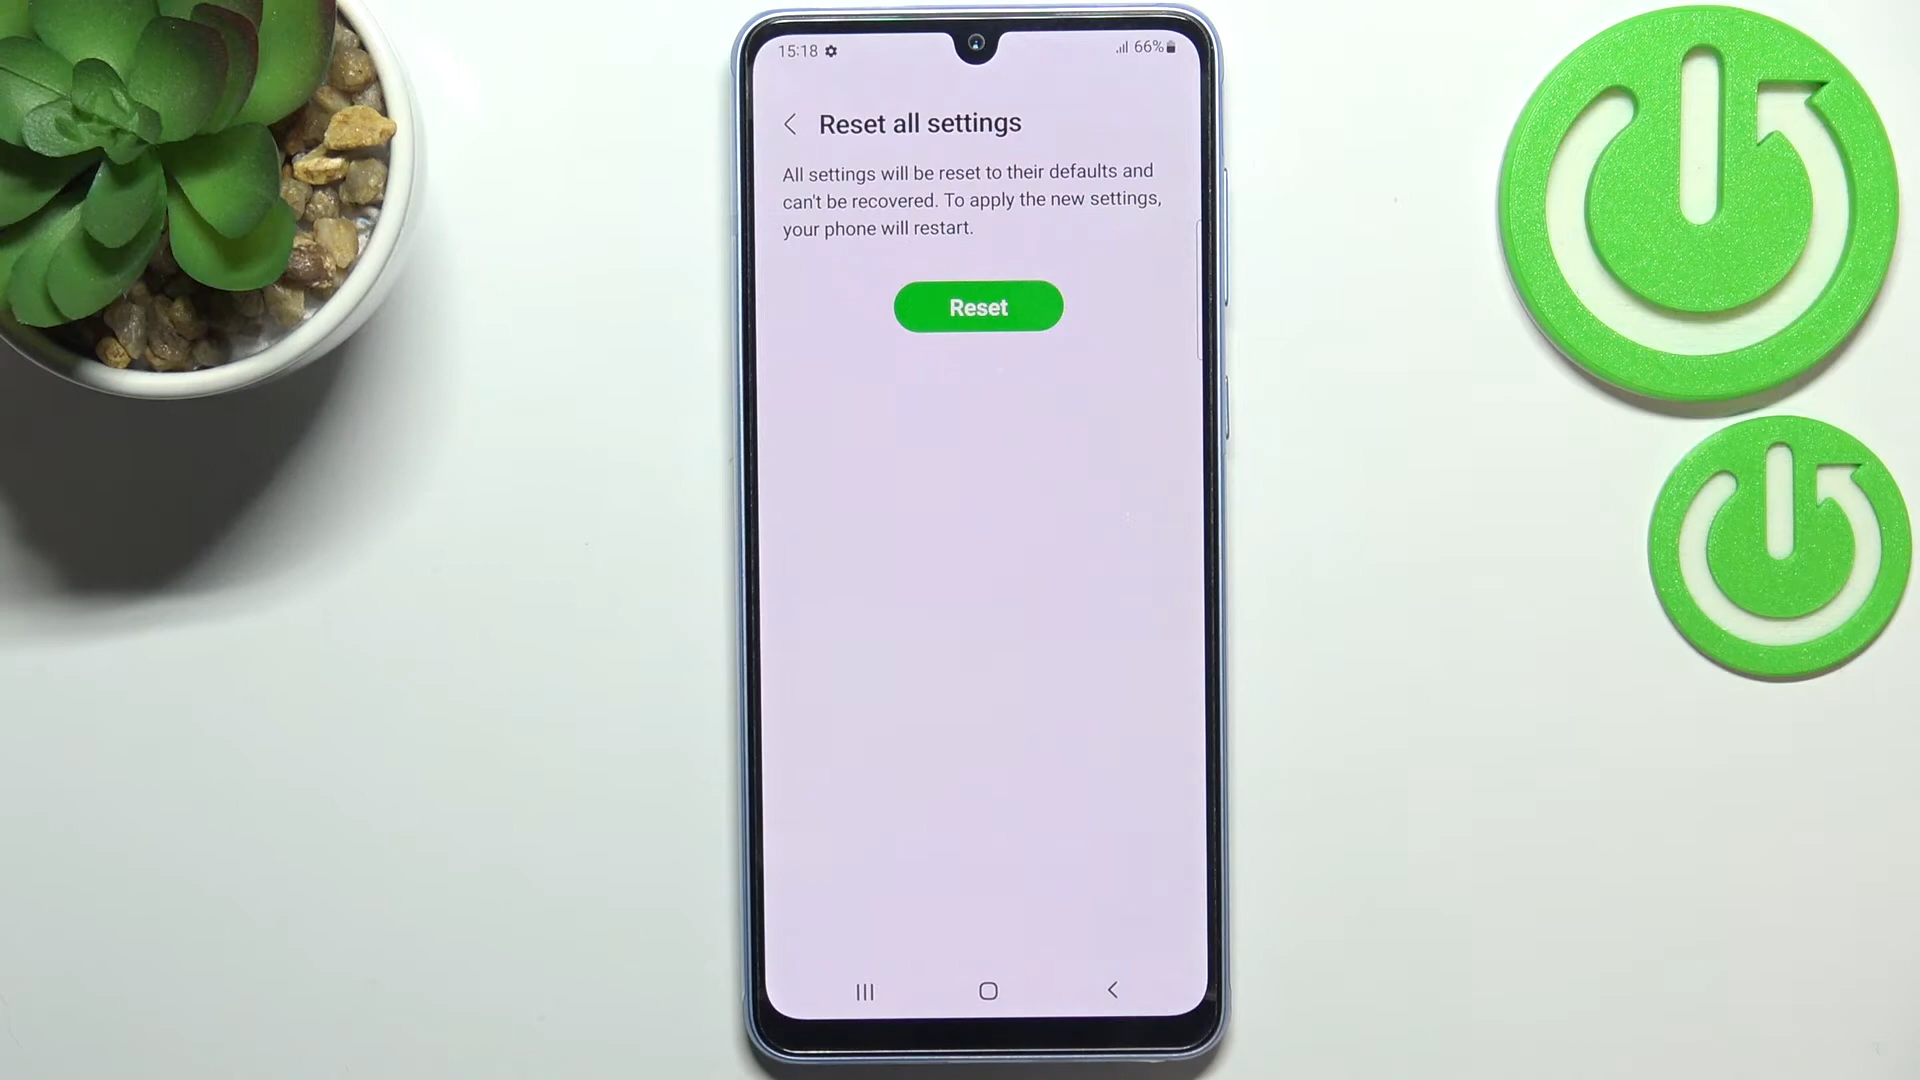 15:18
66%
Reset all settings
All settings will be reset to their defaults and
can't be recovered. To apply the new settings,
your phone will restart.
Reset